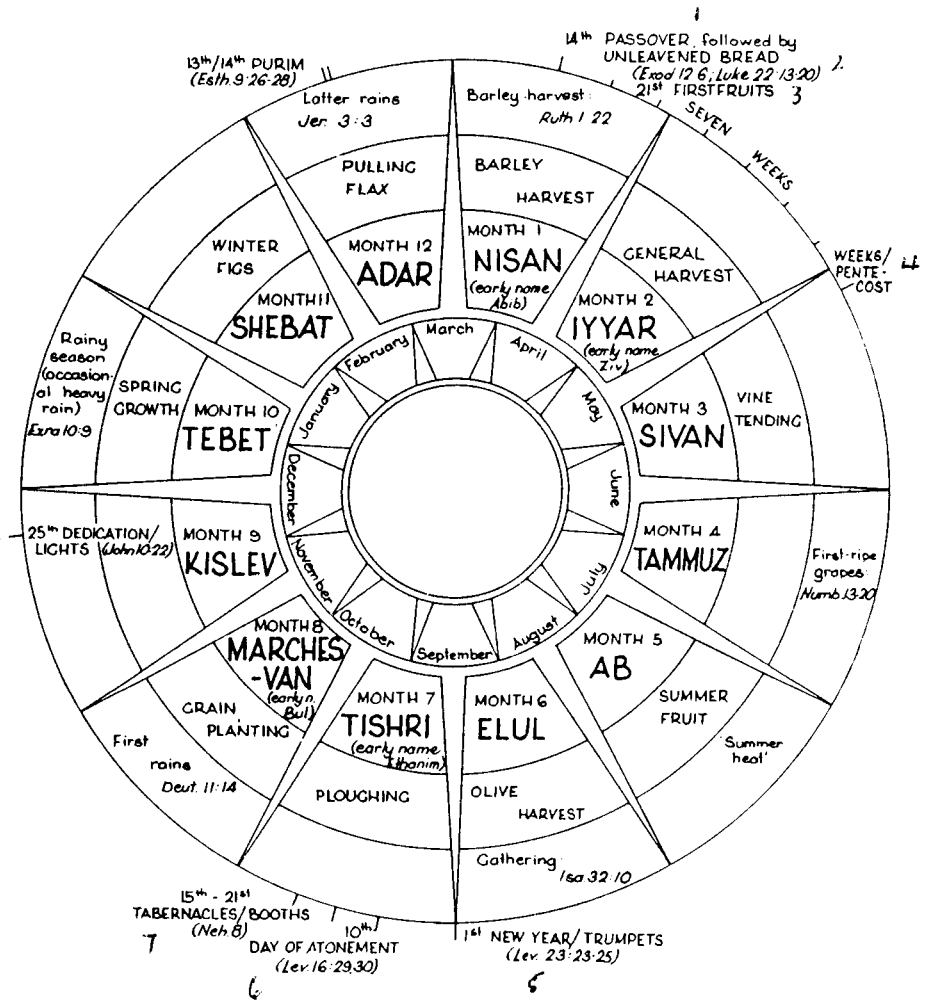 1
14th PASSOVER, followed by
UNLEAVENED BREAD
(Exod 12 6, Luke 22:13-20)
2
21st FIRSTFRUITS 3
SEVEN
WEEKS
WEEKS/
PENTE-
COST
4
13th/14th PURIM
(Esth. 9:26-28)
Latter rains
Jer. 3:3
PULLING
FLAX
MONTH 12
ADAR
Barley harvest:
Ruth 1 22
BARLEY
HARVEST
MONTH 1
NISAN
(early name
Abib)
GENERAL
HARVEST
MONTH 2
IYYAR
(early name
Ziv)
VINE
TENDING
MONTH 3
SIVAN
First-ripe
grapes
Numb. 13:20
MONTH 4
TAMMUZ
MONTH 5
AB
SUMMER
FRUIT
'Summer
heat'
MONTH 6
ELUL
OLIVE
HARVEST
Gathering:
Isa. 32:10
1st NEW YEAR/TRUMPETS
(Lev. 23:23-25)
5
MONTH 7
TISHRI
(early name
Ethanim)
PLOUGHING
10th
DAY OF ATONEMENT
(Lev. 16:29,30)
6
15th - 21st
TABERNACLES/BOOTHS
(Neh. 8)
7
MONTH 8
MARCHES
-VAN
(early n.
Bul)
GRAIN
PLANTING
First
rains
Deut. 11:14
MONTH 9
KISLEV
25th DEDICATION/
LIGHTS (John 10:22)
MONTH 10
TEBET
SPRING
GROWTH
Rainy
season
(occasion-
al heavy
rain)
Ezra 10:9
MONTH 11
SHEBAT
WINTER
FIGS
March
April
May
June
July
August
September
October
November
December
January
February